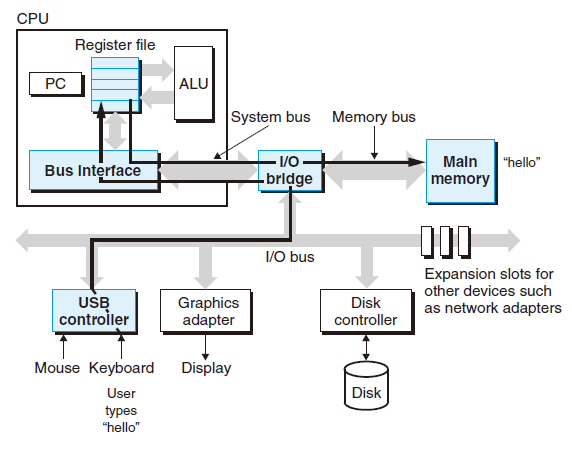 CPU
Register file
PC
ALU
System bus
Memory bus
Bus interface
I/O
bridge
Main
memory
“hello”
I/O bus
Expansion slots for
other devices such
as network adapters
USB
controller
Graphics
adapter
Disk
controller
Mouse
Keyboard
Display
User
types
“hello”
Disk